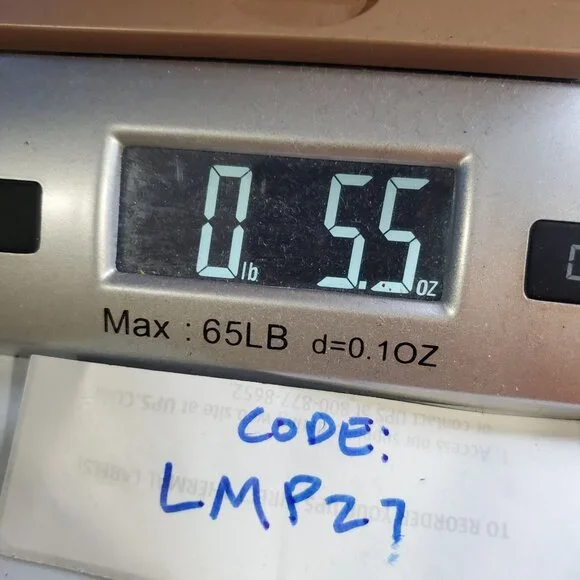 0 lb 5.5 oz
Max : 65LB d=0.1OZ
CODE:
LMP27